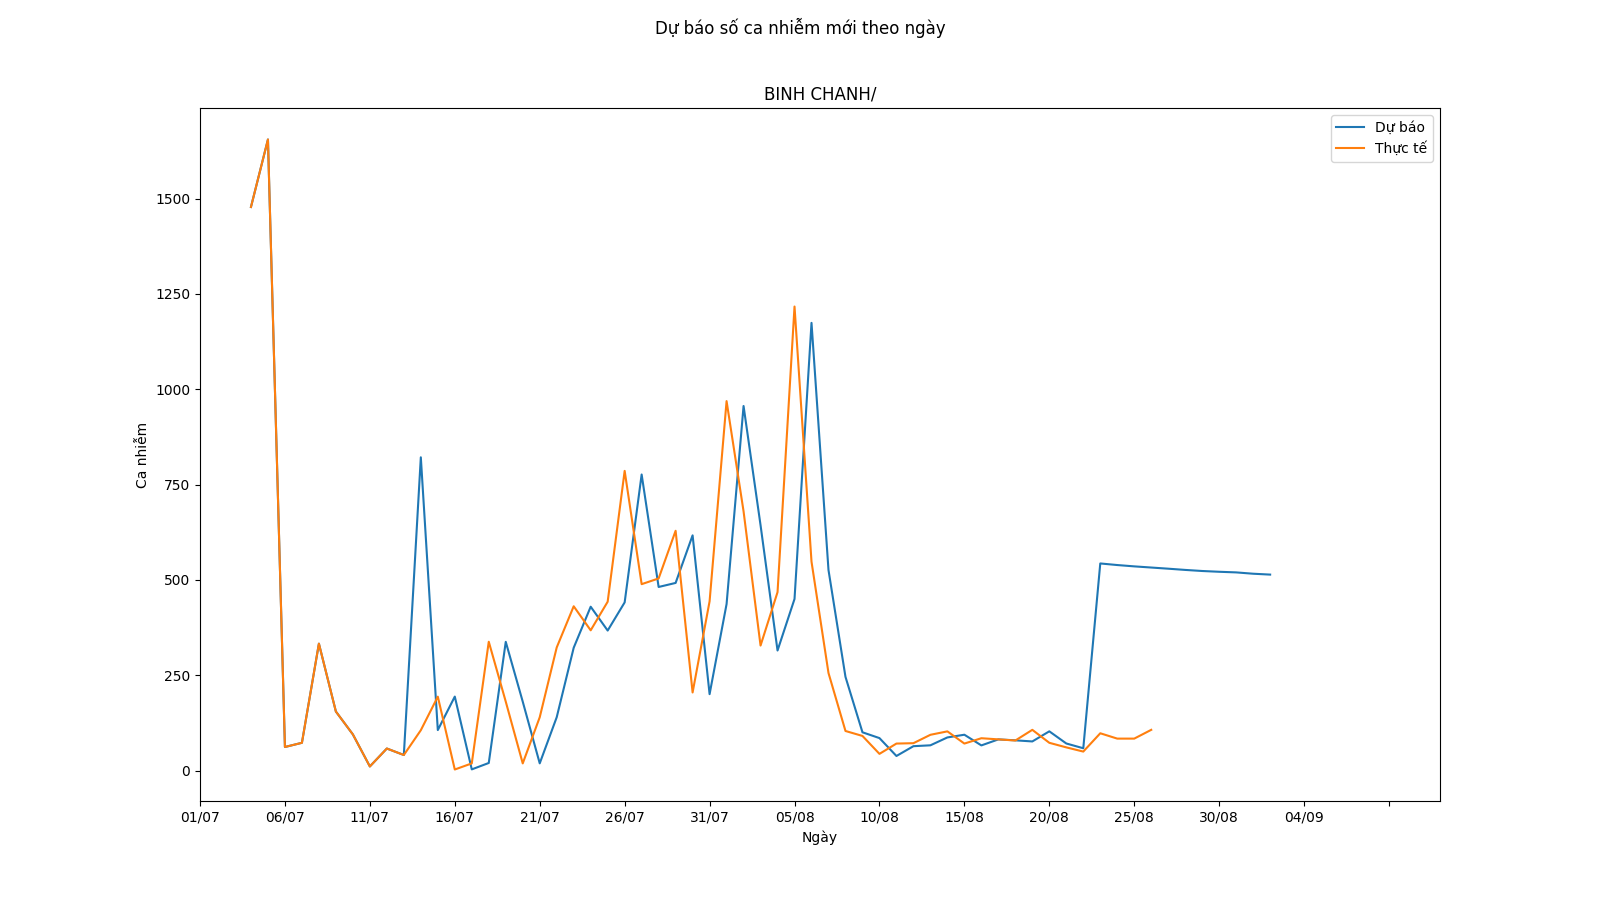 Dự báo số ca nhiễm mới theo ngày
BINH CHANH/
Dự báo
Thực tế
Ca nhiễm
1500
1250
1000
750
500
250
0
01/07 06/07 11/07 16/07 21/07 26/07 31/07 05/08 10/08 15/08 20/08 25/08 30/08 04/09
Ngày